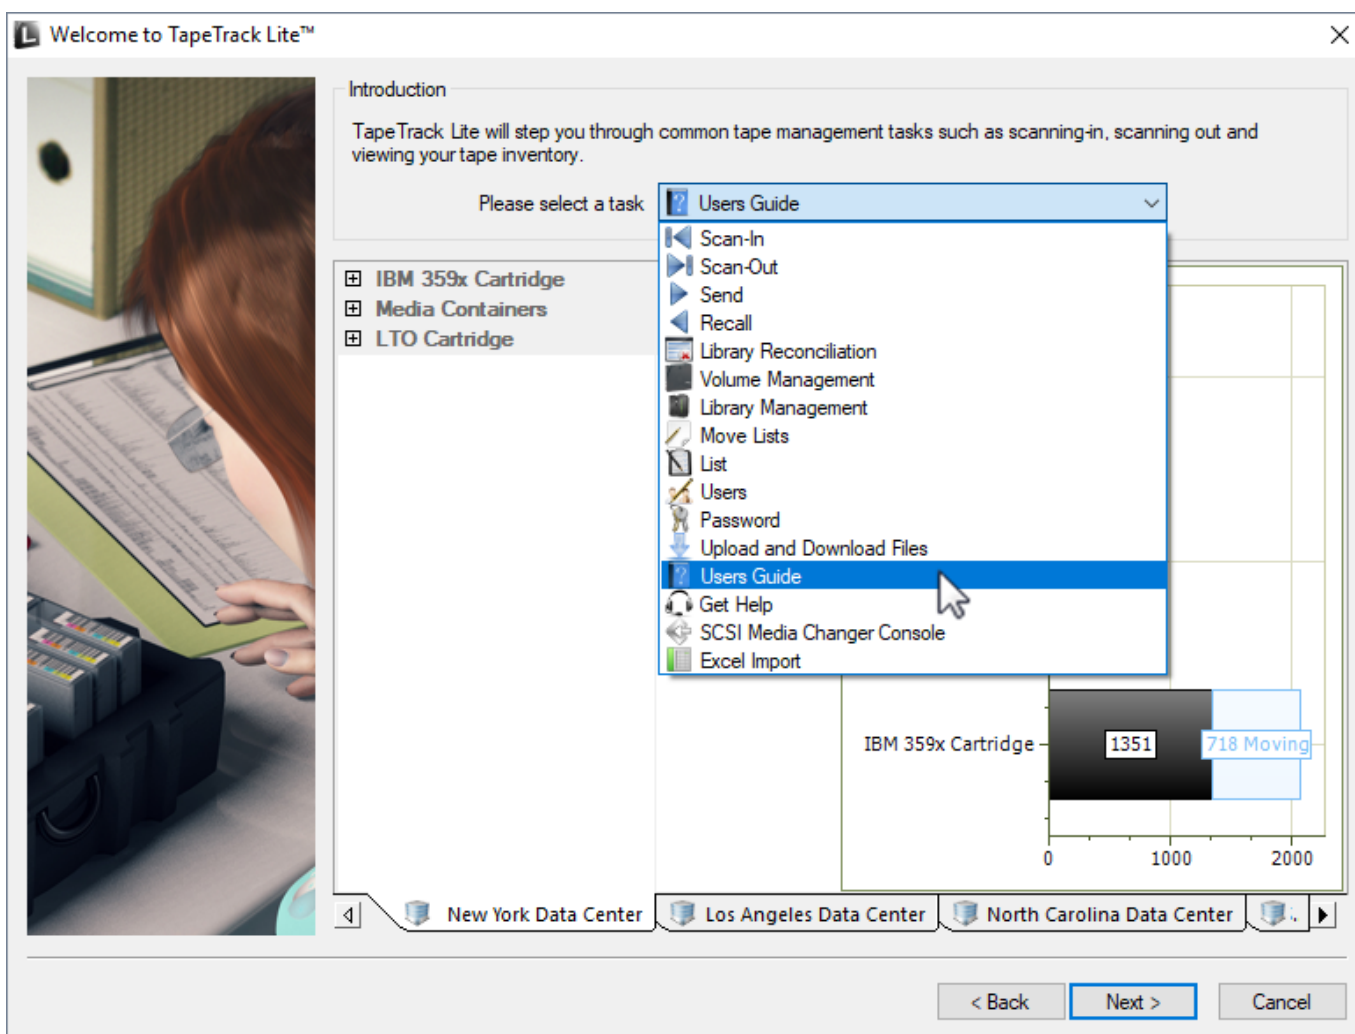 Welcome to TapeTrack Lite™
Introduction
TapeTrack Lite will step you through common tape management tasks such as scanning-in, scanning out and
viewing your tape inventory.
Please select a task
Users Guide
Scan-In
Scan-Out
Send
Recall
Library Reconciliation
Volume Management
Library Management
Move Lists
List
Users
Password
Upload and Download Files
Users Guide
Get Help
SCSI Media Changer Console
Excel Import
IBM 359x Cartridge
Media Containers
LTO Cartridge
IBM 359x Cartridge
1351
718 Moving
0 1000 2000
New York Data Center
Los Angeles Data Center
North Carolina Data Center
< Back
Next >
Cancel